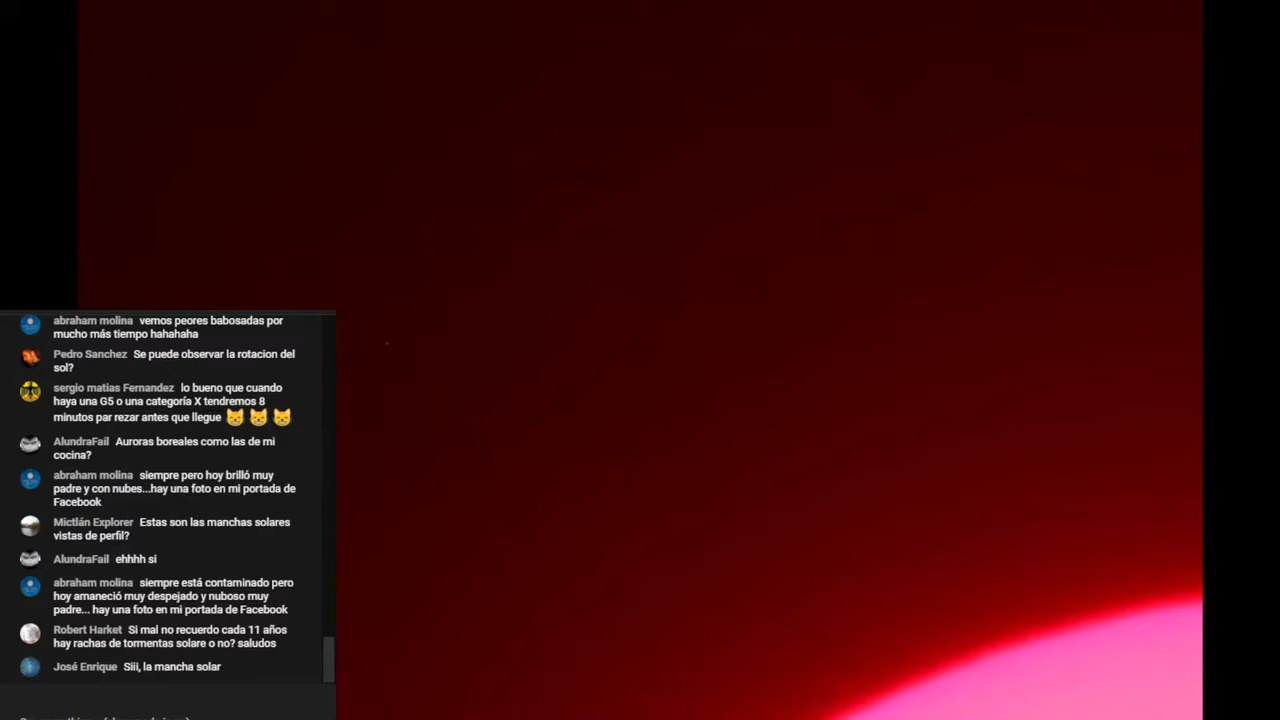 abraham molina vemos peores babosadas por
mucho más tiempo hahahaha
Pedro Sanchez Se puede observar la rotacion del
sol?
sergio matias Fernandez lo bueno que cuando
haya una G5 o una categoría X tendremos 8
minutos par rezar antes que llegue 😸 😸 😸
AlundraFail Auroras boreales como las de mi
cocina?
abraham molina siempre pero hoy brilló muy
padre y con nubes...hay una foto en mi portada de
Facebook
Mictlán Explorer Estas son las manchas solares
vistas de perfil?
AlundraFail ehhhh si
abraham molina siempre está contaminado pero
hoy amaneció muy despejado y nuboso muy
padre... hay una foto en mi portada de Facebook
Robert Harket Si mal no recuerdo cada 11 años
hay rachas de tormentas solare o no? saludos
José Enrique Siii, la mancha solar